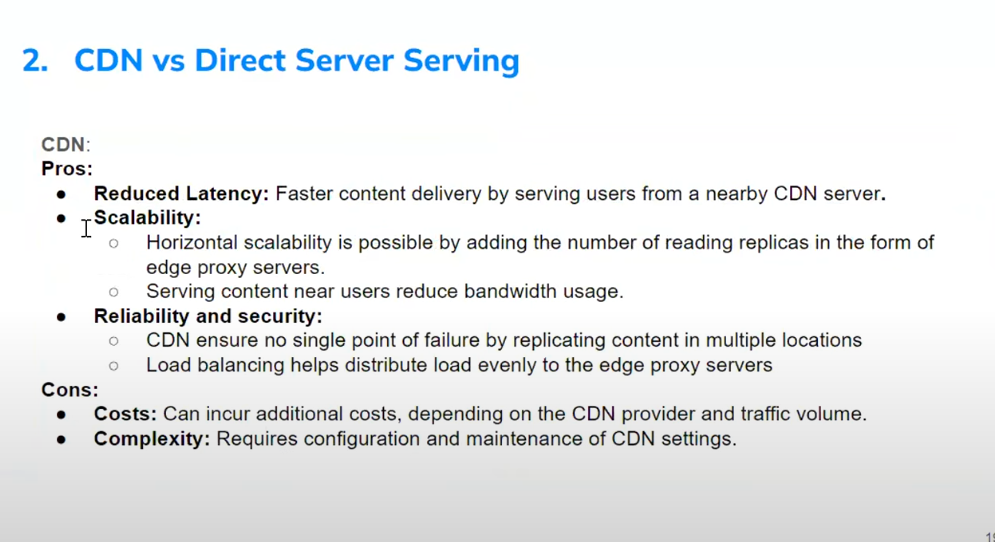 2. CDN vs Direct Server Serving
CDN:
Pros:
● Reduced Latency: Faster content delivery by serving users from a nearby CDN server.
● Scalability:
○ Horizontal scalability is possible by adding the number of reading replicas in the form of
edge proxy servers.
○ Serving content near users reduce bandwidth usage.
● Reliability and security:
○ CDN ensure no single point of failure by replicating content in multiple locations
○ Load balancing helps distribute load evenly to the edge proxy servers
Cons:
● Costs: Can incur additional costs, depending on the CDN provider and traffic volume.
● Complexity: Requires configuration and maintenance of CDN settings.